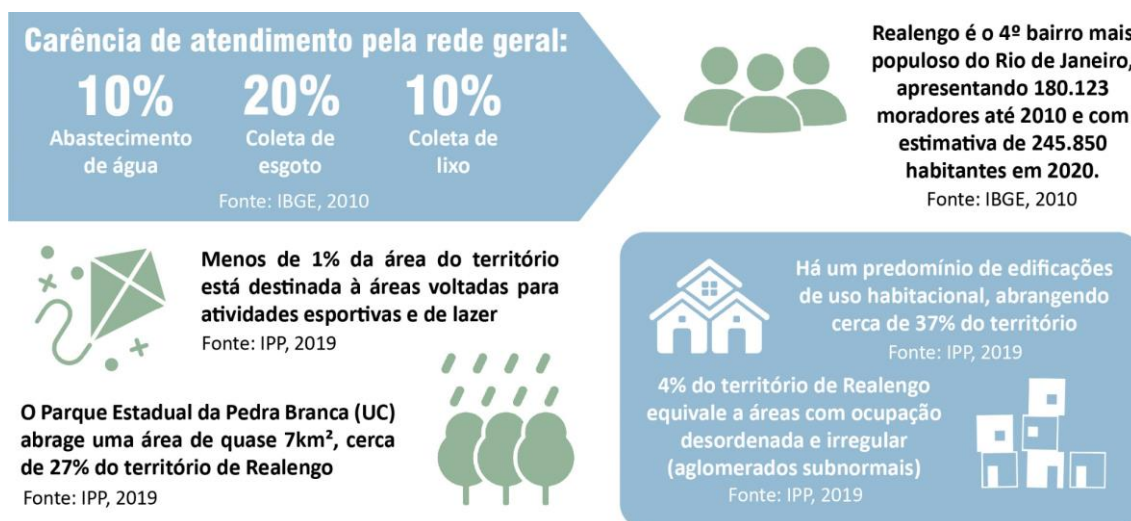 Carência de atendimento pela rede geral:
10%
Abastecimento
de água
20%
Coleta de
esgoto
10%
Coleta de
lixo
Fonte: IBGE, 2010
Realengo é o 4º bairro mais
populoso do Rio de Janeiro,
apresentando 180.123
moradores até 2010 e com
estimativa de 245.850
habitantes em 2020.
Fonte: IBGE, 2010
Menos de 1% da área do território
está destinada à áreas voltadas para
atividades esportivas e de lazer
Fonte: IPP, 2019
O Parque Estadual da Pedra Branca (UC)
abrage uma área de quase 7km², cerca
de 27% do território de Realengo
Fonte: IPP, 2019
Há um predomínio de edificações
de uso habitacional, abrangendo
cerca de 37% do território
Fonte: IPP, 2019
4% do território de Realengo
equivale a áreas com ocupação
desordenada e irregular
(aglomerados subnormais)
Fonte: IPP, 2019